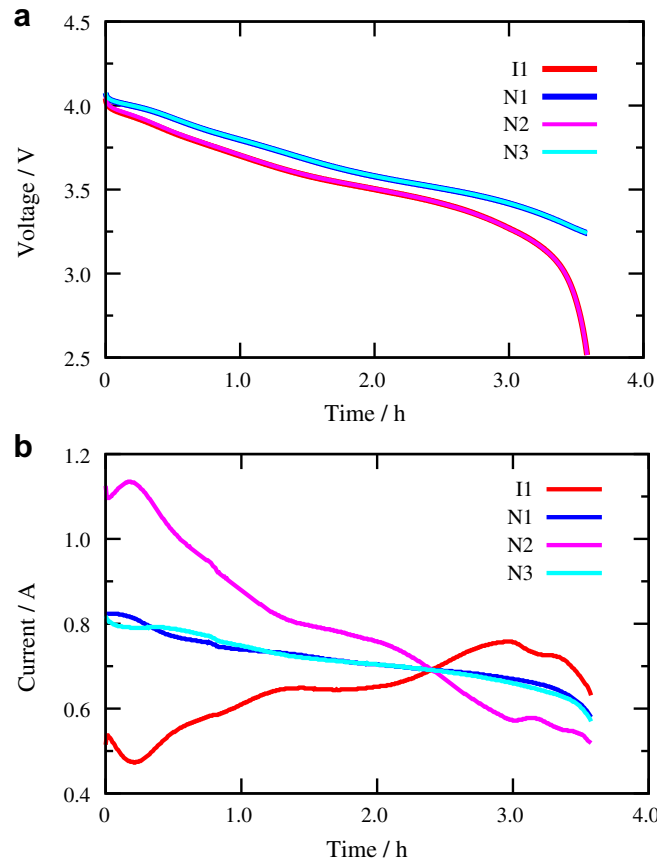 a
4.5
4.0
3.5
3.0
2.5
Voltage / V
I1
N1
N2
N3
0 1.0 2.0 3.0 4.0
Time / h
b
1.2
1.0
0.8
0.6
0.4
Current / A
I1
N1
N2
N3
0 1.0 2.0 3.0 4.0
Time / h